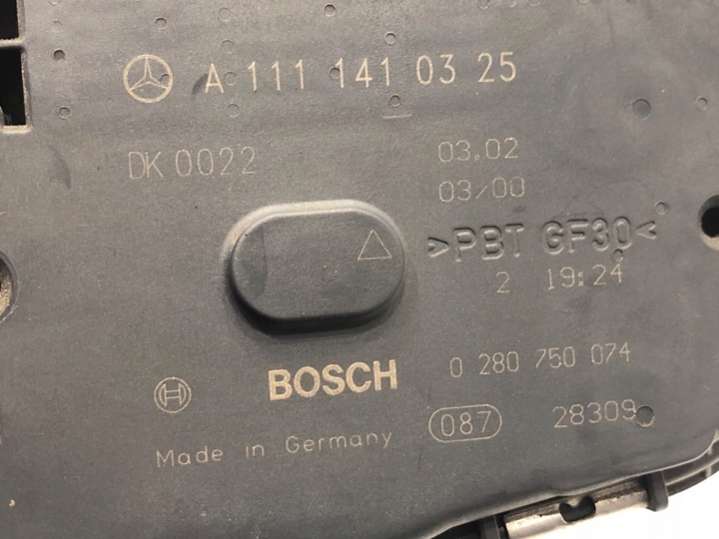 A 111 141 03 25
DK 0022
03.02
03/00
>PBT GF30<
2 19:24
BOSCH
0 280 750 074
Made in Germany
087
28309